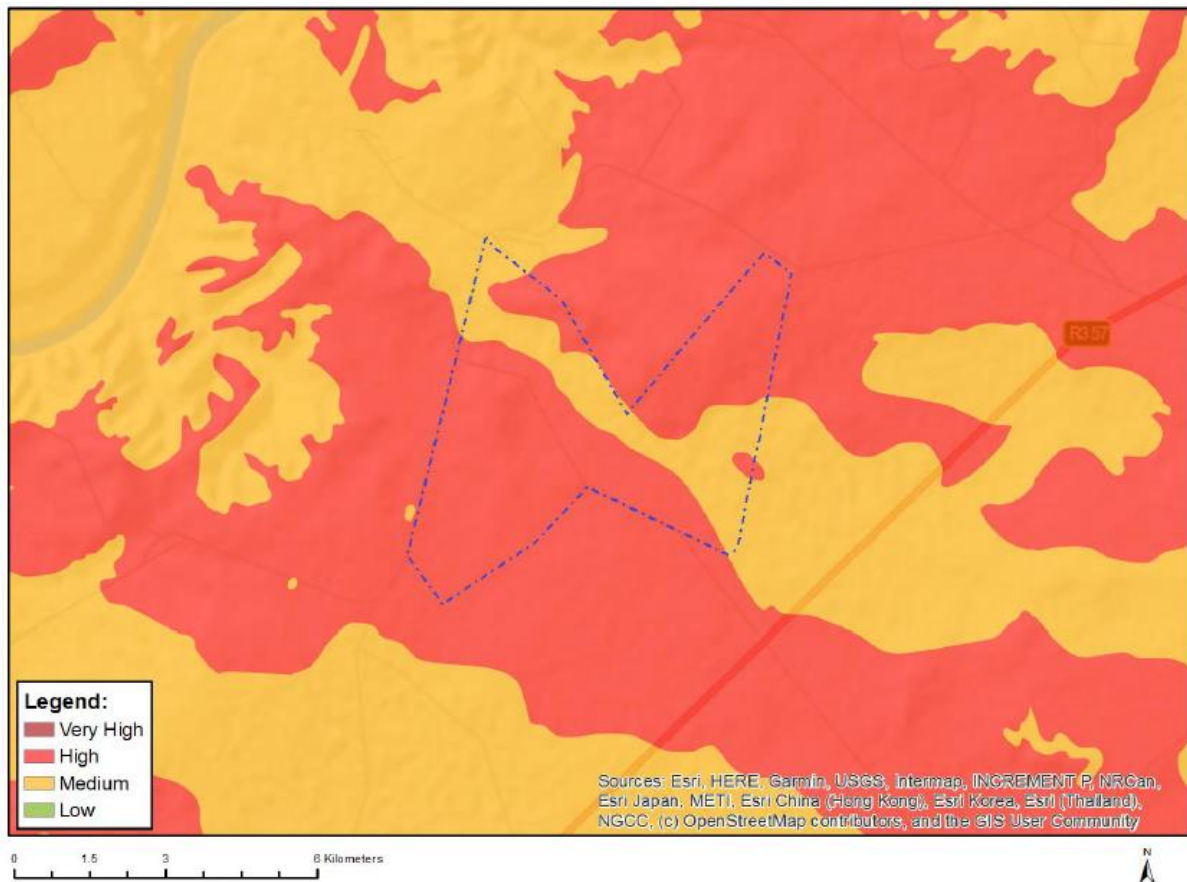 R357
Legend:
Very High
High
Medium
Low
Sources: Esri, HERE, Garmin, USGS, Intermap, INCREMENT P, NRCan,
Esri Japan, METI, Esri China (Hong Kong), Esri Korea, Esri (Thailand),
NGCC, (c) OpenStreetMap contributors, and the GIS User Community
0 1.5 3 6 Kilometers
N